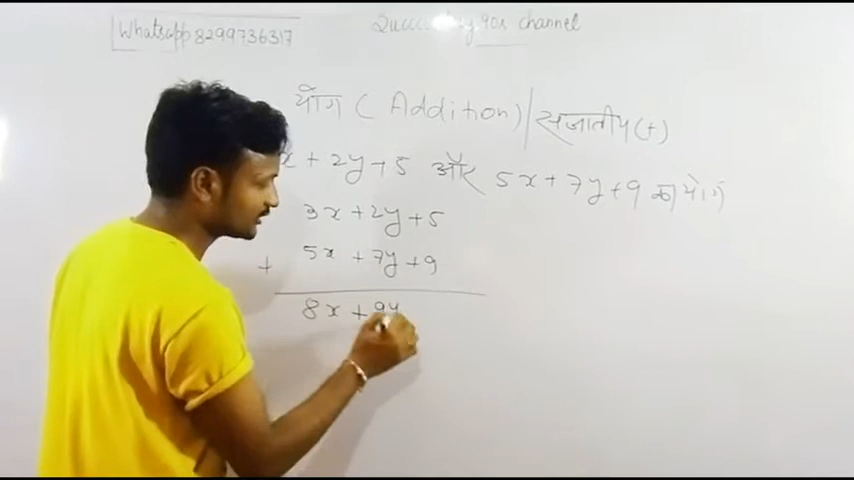 Whatsapp 8299736317
channel
योग ( Addition) / सजातीय (+)
x + 2y + 5 और 5x + 7y + 9 का योग
3x + 2y + 5
+ 5x + 7y + 9
8x + 9y